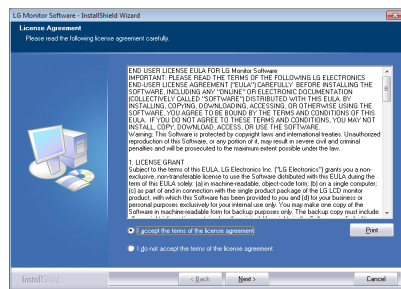 LG Monitor Software - InstallShield Wizard
License Agreement
Please read the following license agreement carefully.
END USER LICENSE EULA FOR LG Monitor Software
IMPORTANT: PLEASE READ THE TERMS OF THE FOLLOWING LG ELECTRONICS
END-USER LICENSE AGREEMENT ("EULA") CAREFULLY BEFORE INSTALLING THE
SOFTWARE, INCLUDING ANY "ONLINE" OR ELECTRONIC DOCUMENTATION
(COLLECTIVELY CALLED "SOFTWARE") DISTRIBUTED WITH THIS EULA. BY
INSTALLING, COPYING, DOWNLOADING, ACCESSING, OR OTHERWISE USING THE
SOFTWARE, YOU AGREE TO BE BOUND BY THE TERMS AND CONDITIONS OF THIS
EULA. IF YOU DO NOT AGREE TO THESE TERMS AND CONDITIONS, YOU MAY NOT
INSTALL, COPY, DOWNLOAD, ACCESS, OR USE THE SOFTWARE.
Warning: This Software is protected by copyright law and international treaties. Unauthorized
reproduction of this Software, or any portion of it, may result in severe civil and criminal
penalties and will be prosecuted to the maximum extent possible under the law.
1. LICENSE GRANT
Subject to the terms of this EULA, LG Electronics Inc. ("LG Electronics") grants you a non-
exclusive, non-transferable license to use the Software distributed with this EULA during the
term of this EULA solely: (a) in machine-readable, object-code form; (b) on a single computer;
(c) as part of and in connection with the single product package of the LG LCD monitor
product, with which this Software has been provided to you and (d) for your business or
personal purposes exclusively for your internal use only. You may make one copy of the
Software in machine-readable form for backup purposes only. The backup copy must include
I accept the terms of the license agreement
Print
I do not accept the terms of the license agreement
InstallShield
< Back
Next >
Cancel